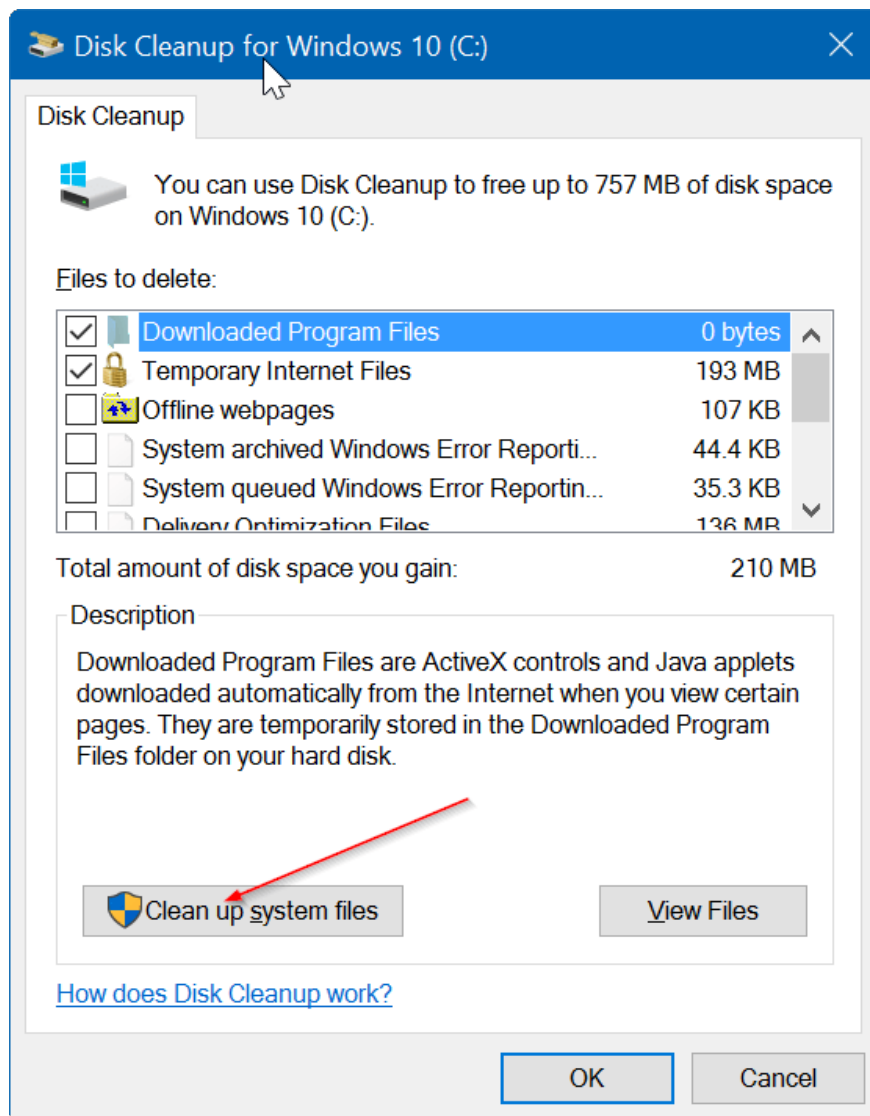 Disk Cleanup for Windows 10 (C:)
Disk Cleanup
You can use Disk Cleanup to free up to 757 MB of disk space
on Windows 10 (C:).
Files to delete:
Downloaded Program Files 0 bytes
Temporary Internet Files 193 MB
Offline webpages 107 KB
System archived Windows Error Reporti... 44.4 KB
System queued Windows Error Reportin... 35.3 KB
Delivery Optimization Files 136 MB
Total amount of disk space you gain: 210 MB
Description
Downloaded Program Files are ActiveX controls and Java applets
downloaded automatically from the Internet when you view certain
pages. They are temporarily stored in the Downloaded Program
Files folder on your hard disk.
Clean up system files View Files
How does Disk Cleanup work?
OK Cancel